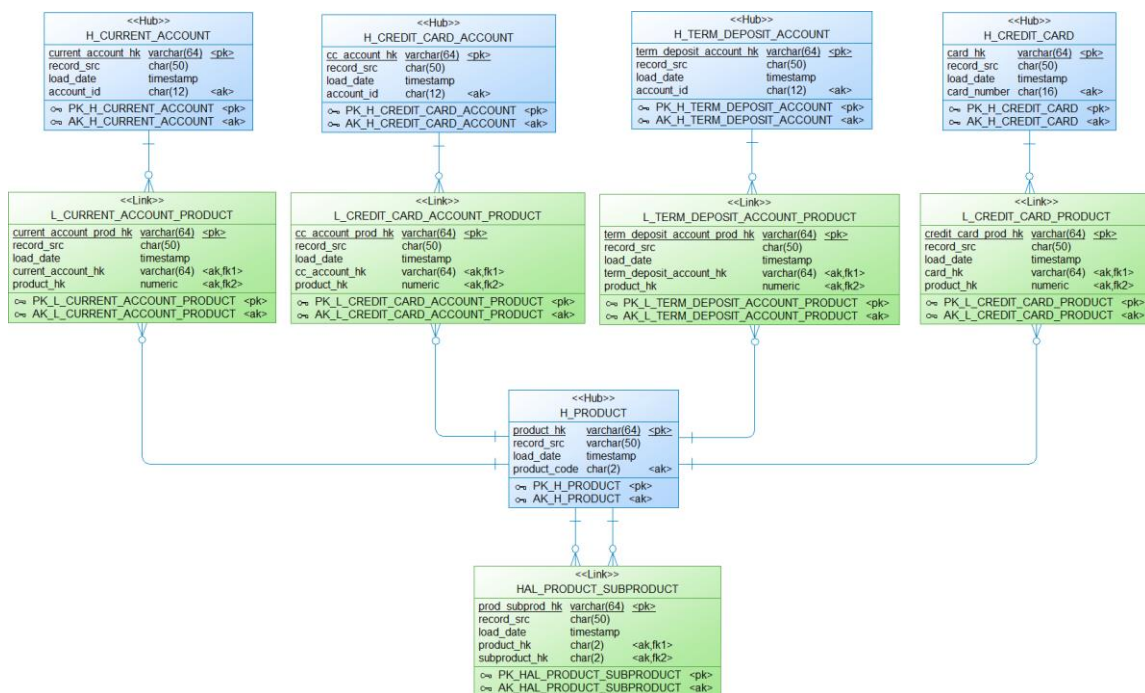 <<Hub>>
H_CURRENT_ACCOUNT
current_account_hk varchar(64) <pk>
record_src char(50)
load_date timestamp
account_id char(12) <ak>
PK_H_CURRENT_ACCOUNT <pk>
AK_H_CURRENT_ACCOUNT <ak>
<<Hub>>
H_CREDIT_CARD_ACCOUNT
cc_account_hk varchar(64) <pk>
record_src char(50)
load_date timestamp
account_id char(12) <ak>
PK_H_CREDIT_CARD_ACCOUNT <pk>
AK_H_CREDIT_CARD_ACCOUNT <ak>
<<Hub>>
H_TERM_DEPOSIT_ACCOUNT
term_deposit_account_hk varchar(64) <pk>
record_src char(50)
load_date timestamp
account_id char(12) <ak>
PK_H_TERM_DEPOSIT_ACCOUNT <pk>
AK_H_TERM_DEPOSIT_ACCOUNT <ak>
<<Hub>>
H_CREDIT_CARD
card_hk varchar(64) <pk>
record_src char(50)
load_date timestamp
card_number char(16) <ak>
PK_H_CREDIT_CARD <pk>
AK_H_CREDIT_CARD <ak>
<<Link>>
L_CURRENT_ACCOUNT_PRODUCT
current_account_prod_hk varchar(64) <pk>
record_src char(50)
load_date timestamp
current_account_hk varchar(64) <ak,fk1>
product_hk numeric <ak,fk2>
PK_L_CURRENT_ACCOUNT_PRODUCT <pk>
AK_L_CURRENT_ACCOUNT_PRODUCT <ak>
<<Link>>
L_CREDIT_CARD_ACCOUNT_PRODUCT
cc_account_prod_hk varchar(64) <pk>
record_src char(50)
load_date timestamp
cc_account_hk varchar(64) <ak,fk1>
product_hk numeric <ak,fk2>
PK_L_CREDIT_CARD_ACCOUNT_PRODUCT <pk>
AK_L_CREDIT_CARD_ACCOUNT_PRODUCT <ak>
<<Link>>
L_TERM_DEPOSIT_ACCOUNT_PRODUCT
term_deposit_account_prod_hk varchar(64) <pk>
record_src char(50)
load_date timestamp
term_deposit_account_hk varchar(64) <ak,fk1>
product_hk numeric <ak,fk2>
PK_L_TERM_DEPOSIT_ACCOUNT_PRODUCT <pk>
AK_L_TERM_DEPOSIT_ACCOUNT_PRODUCT <ak>
<<Link>>
L_CREDIT_CARD_PRODUCT
credit_card_prod_hk varchar(64) <pk>
record_src char(50)
load_date timestamp
card_hk varchar(64) <ak,fk1>
product_hk numeric <ak,fk2>
PK_L_CREDIT_CARD_PRODUCT <pk>
AK_L_CREDIT_CARD_PRODUCT <ak>
<<Hub>>
H_PRODUCT
product_hk varchar(64) <pk>
record_src varchar(50)
load_date timestamp
product_code char(2) <ak>
PK_H_PRODUCT <pk>
AK_H_PRODUCT <ak>
<<Link>>
HAL_PRODUCT_SUBPRODUCT
prod_subprod_hk varchar(64) <pk>
record_src char(50)
load_date timestamp
product_hk char(2) <ak,fk1>
subproduct_hk char(2) <ak,fk2>
PK_HAL_PRODUCT_SUBPRODUCT <pk>
AK_HAL_PRODUCT_SUBPRODUCT <ak>